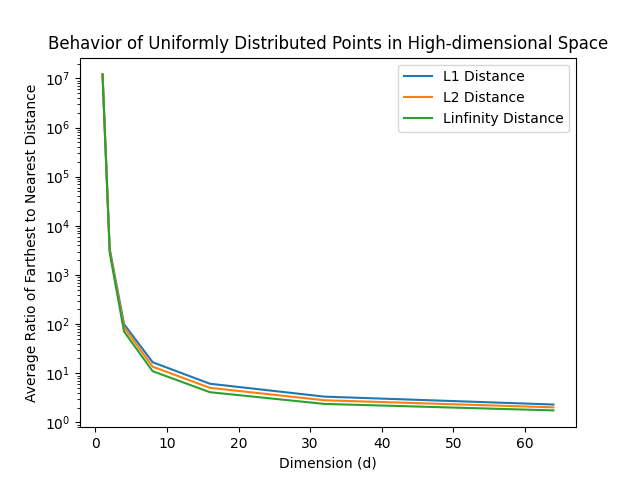 Behavior of Uniformly Distributed Points in High-dimensional Space
Average Ratio of Farthest to Nearest Distance
10⁷
10⁶
10⁵
10⁴
10³
10²
10¹
10⁰
L1 Distance
L2 Distance
Linfinity Distance
0 10 20 30 40 50 60
Dimension (d)